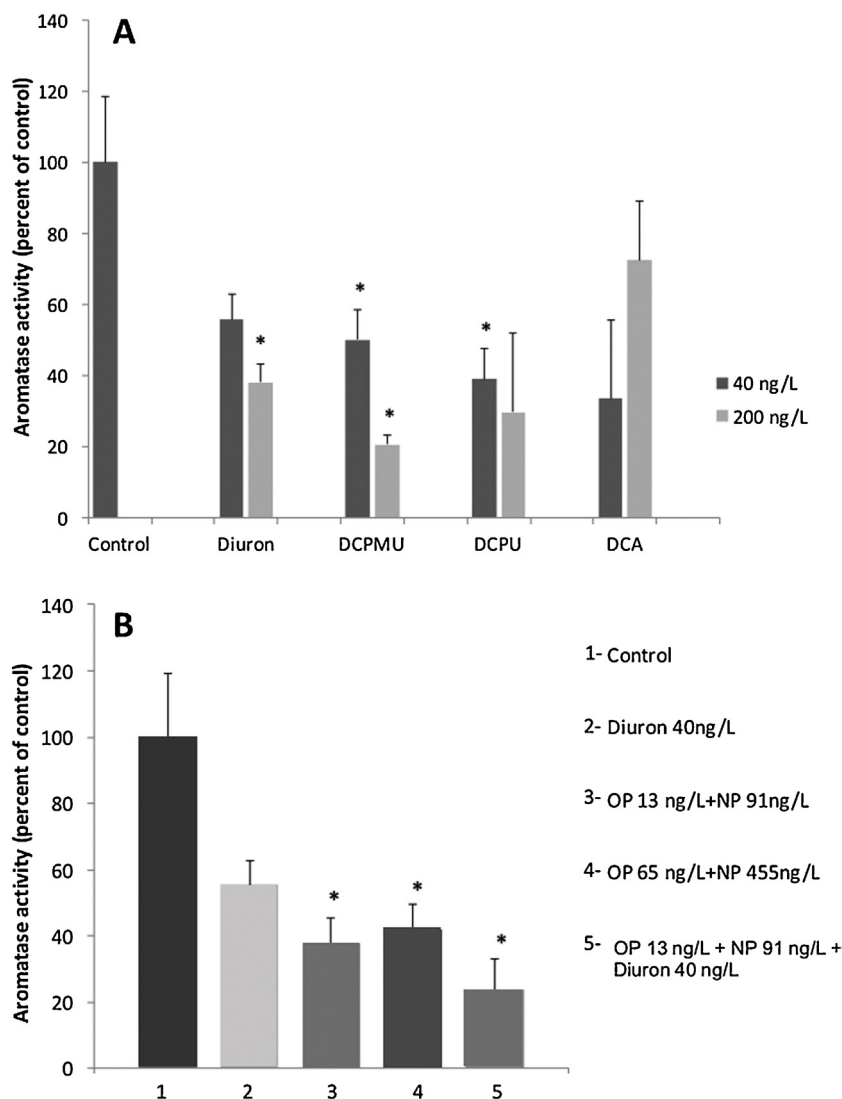 A
Aromatase activity (percent of control)
140
120
100
80
60
40
20
0
*
*
*
*
Control Diuron DCPMU DCPU DCA
40 ng/L
200 ng/L
B
Aromatase activity (percent of control)
140
120
100
80
60
40
20
0
*
*
*
1 2 3 4 5
1- Control
2- Diuron 40ng/L
3- OP 13 ng/L+NP 91ng/L
4- OP 65 ng/L+NP 455ng/L
5- OP 13 ng/L + NP 91 ng/L +
Diuron 40 ng/L